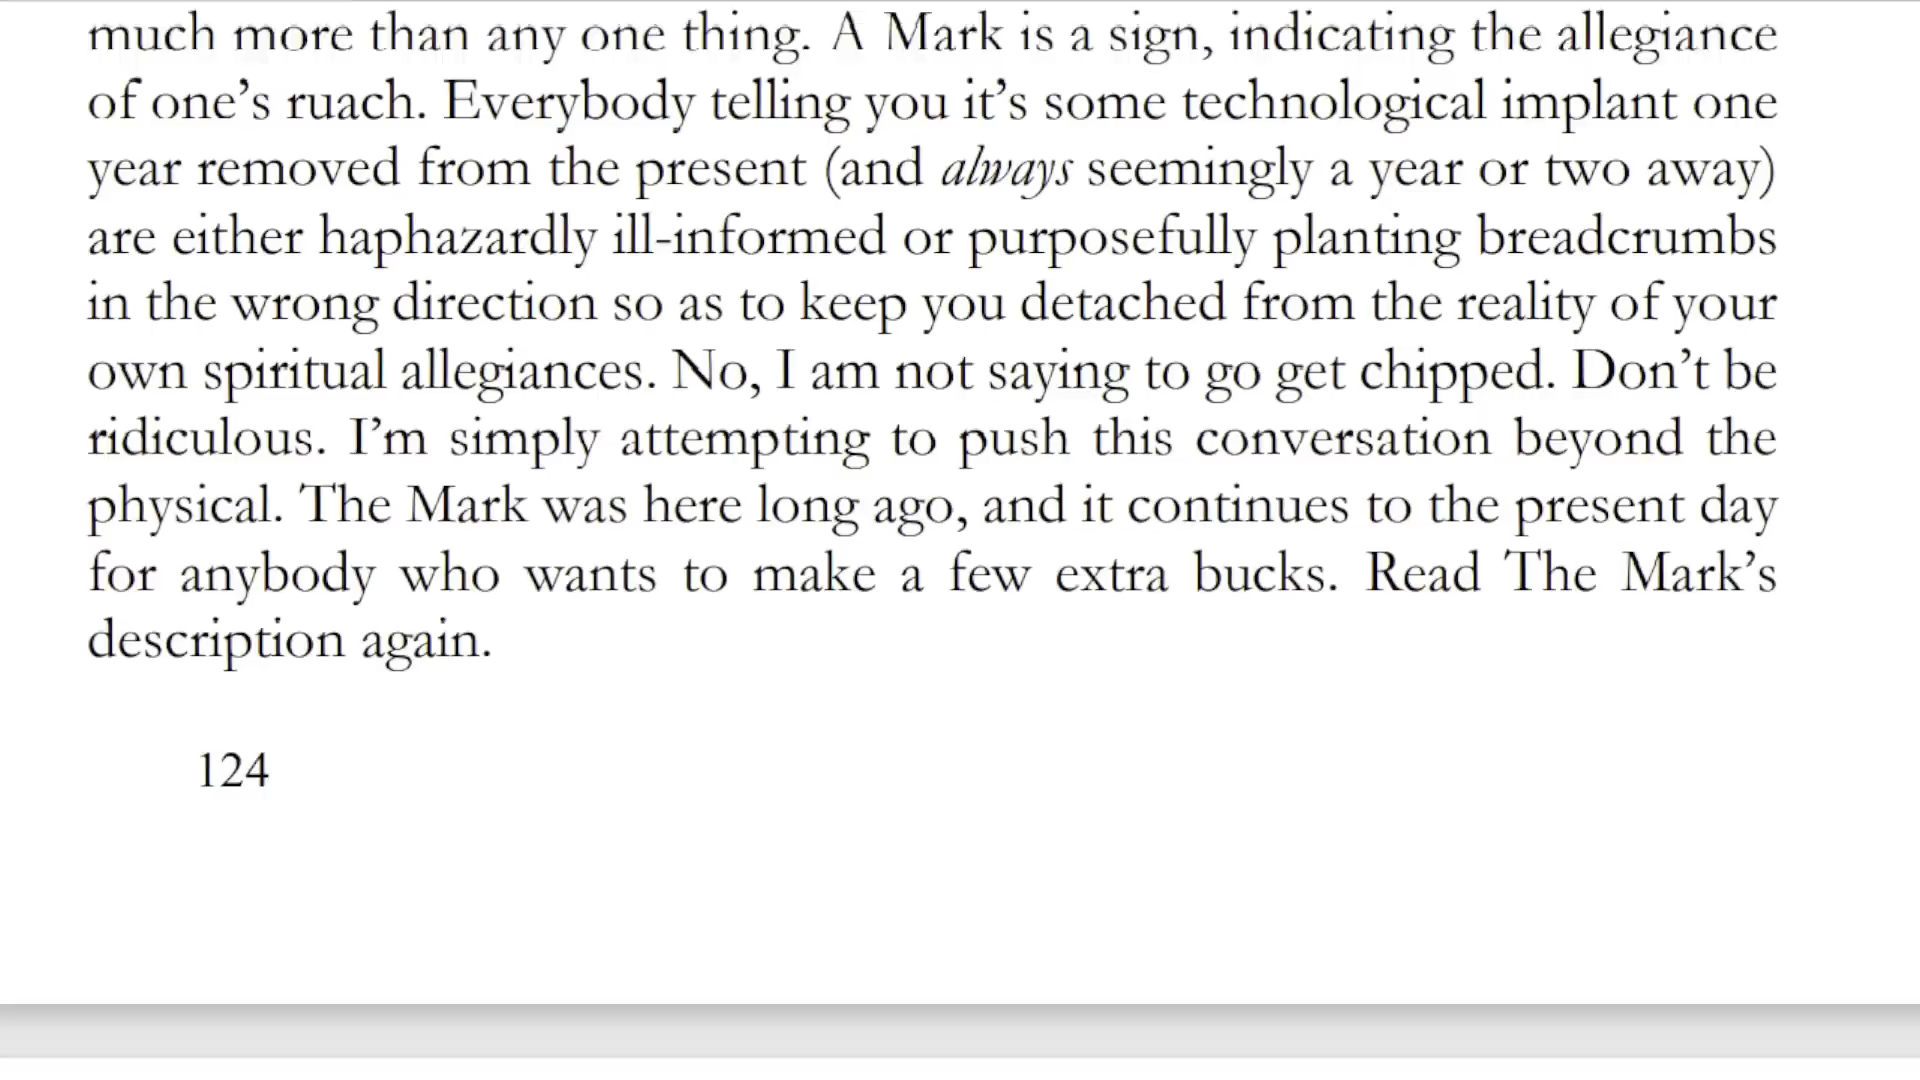 much more than any one thing. A Mark is a sign, indicating the allegiance
of one’s ruach. Everybody telling you it’s some technological implant one
year removed from the present (and always seemingly a year or two away)
are either haphazardly ill-informed or purposefully planting breadcrumbs
in the wrong direction so as to keep you detached from the reality of your
own spiritual allegiances. No, I am not saying to go get chipped. Don’t be
ridiculous. I’m simply attempting to push this conversation beyond the
physical. The Mark was here long ago, and it continues to the present day
for anybody who wants to make a few extra bucks. Read The Mark’s
description again.
124